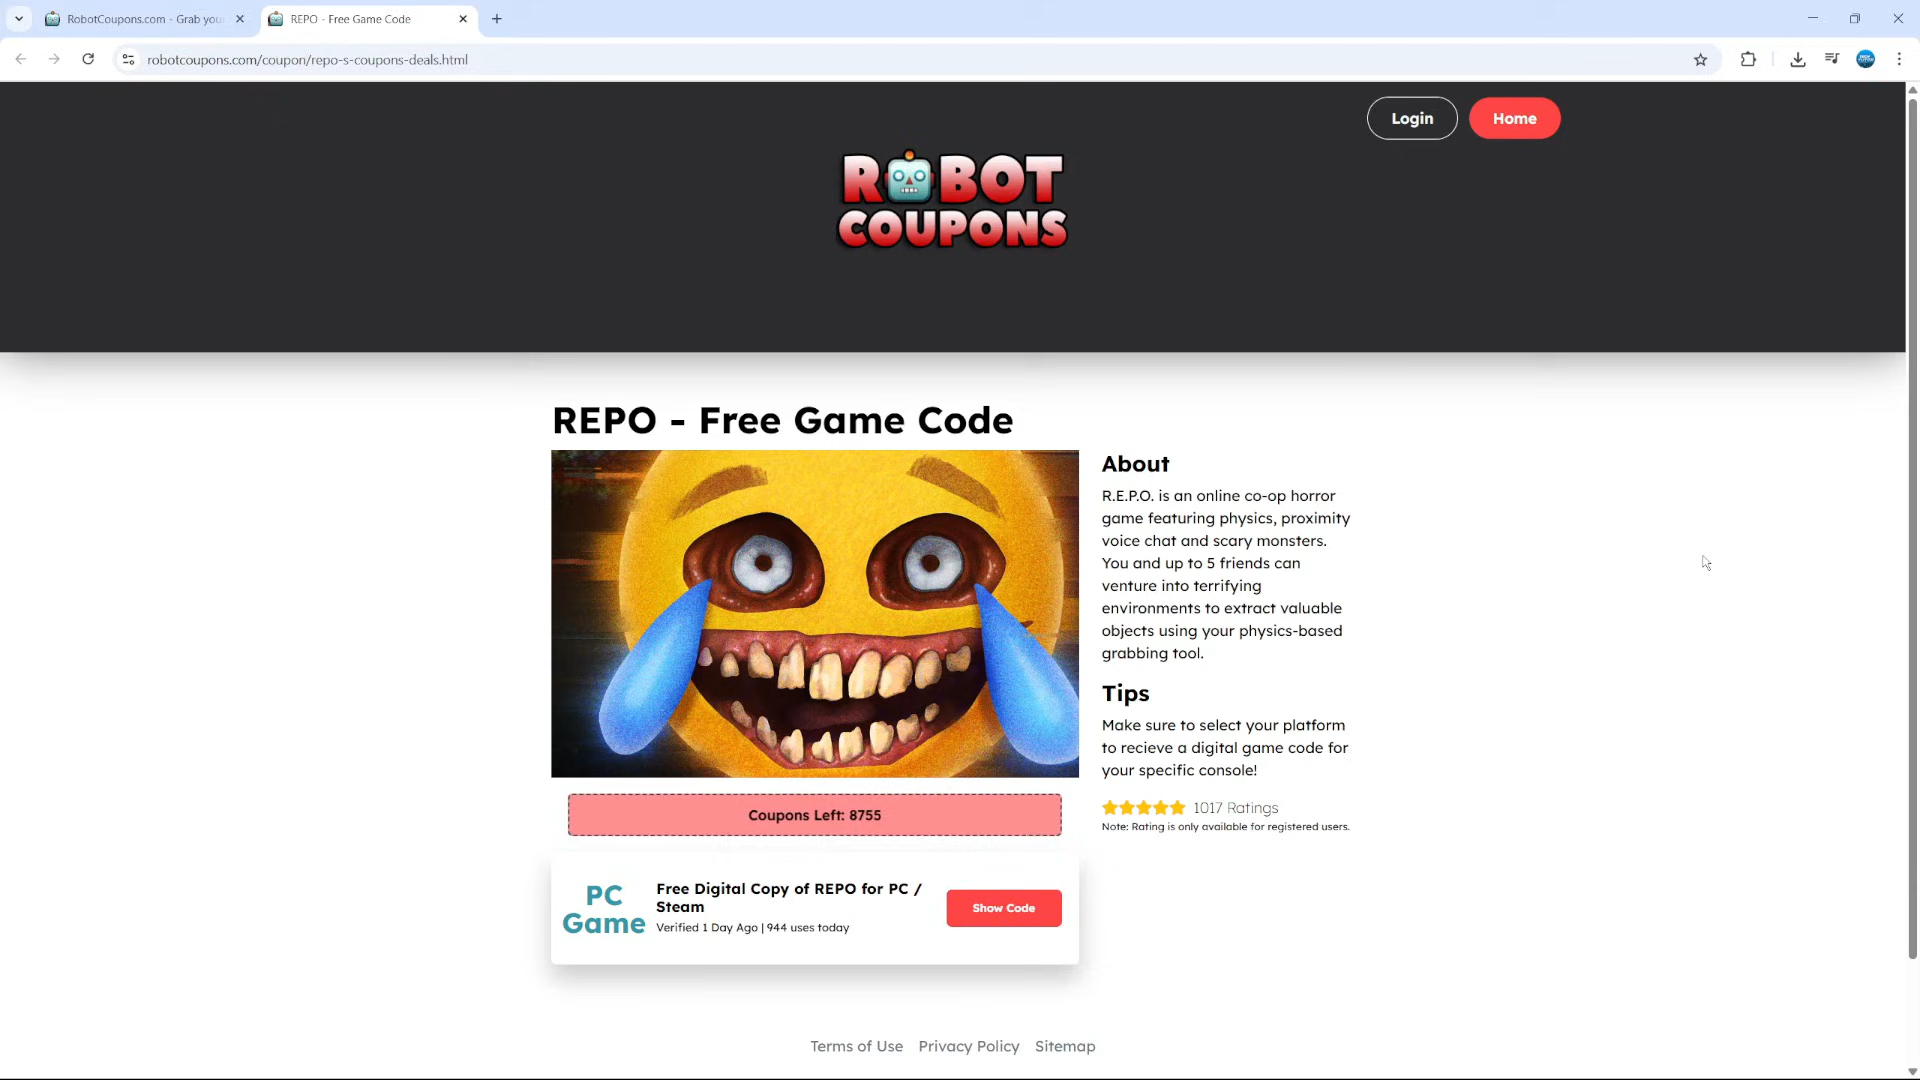 RobotCoupons.com - Grab you
REPO - Free Game Code
robotcoupons.com/coupon/repo-s-coupons-deals.html
Login
Home
ROBOT
COUPONS
REPO - Free Game Code
About
R.E.P.O. is an online co-op horror
game featuring physics, proximity
voice chat and scary monsters.
You and up to 5 friends can
venture into terrifying
environments to extract valuable
objects using your physics-based
grabbing tool.
Tips
Make sure to select your platform
to recieve a digital game code for
your specific console!
1017 Ratings
Note: Rating is only available for registered users.
Coupons Left: 8755
PC
Game
Free Digital Copy of REPO for PC /
Steam
Verified 1 Day Ago | 944 uses today
Show Code
Terms of Use
Privacy Policy
Sitemap